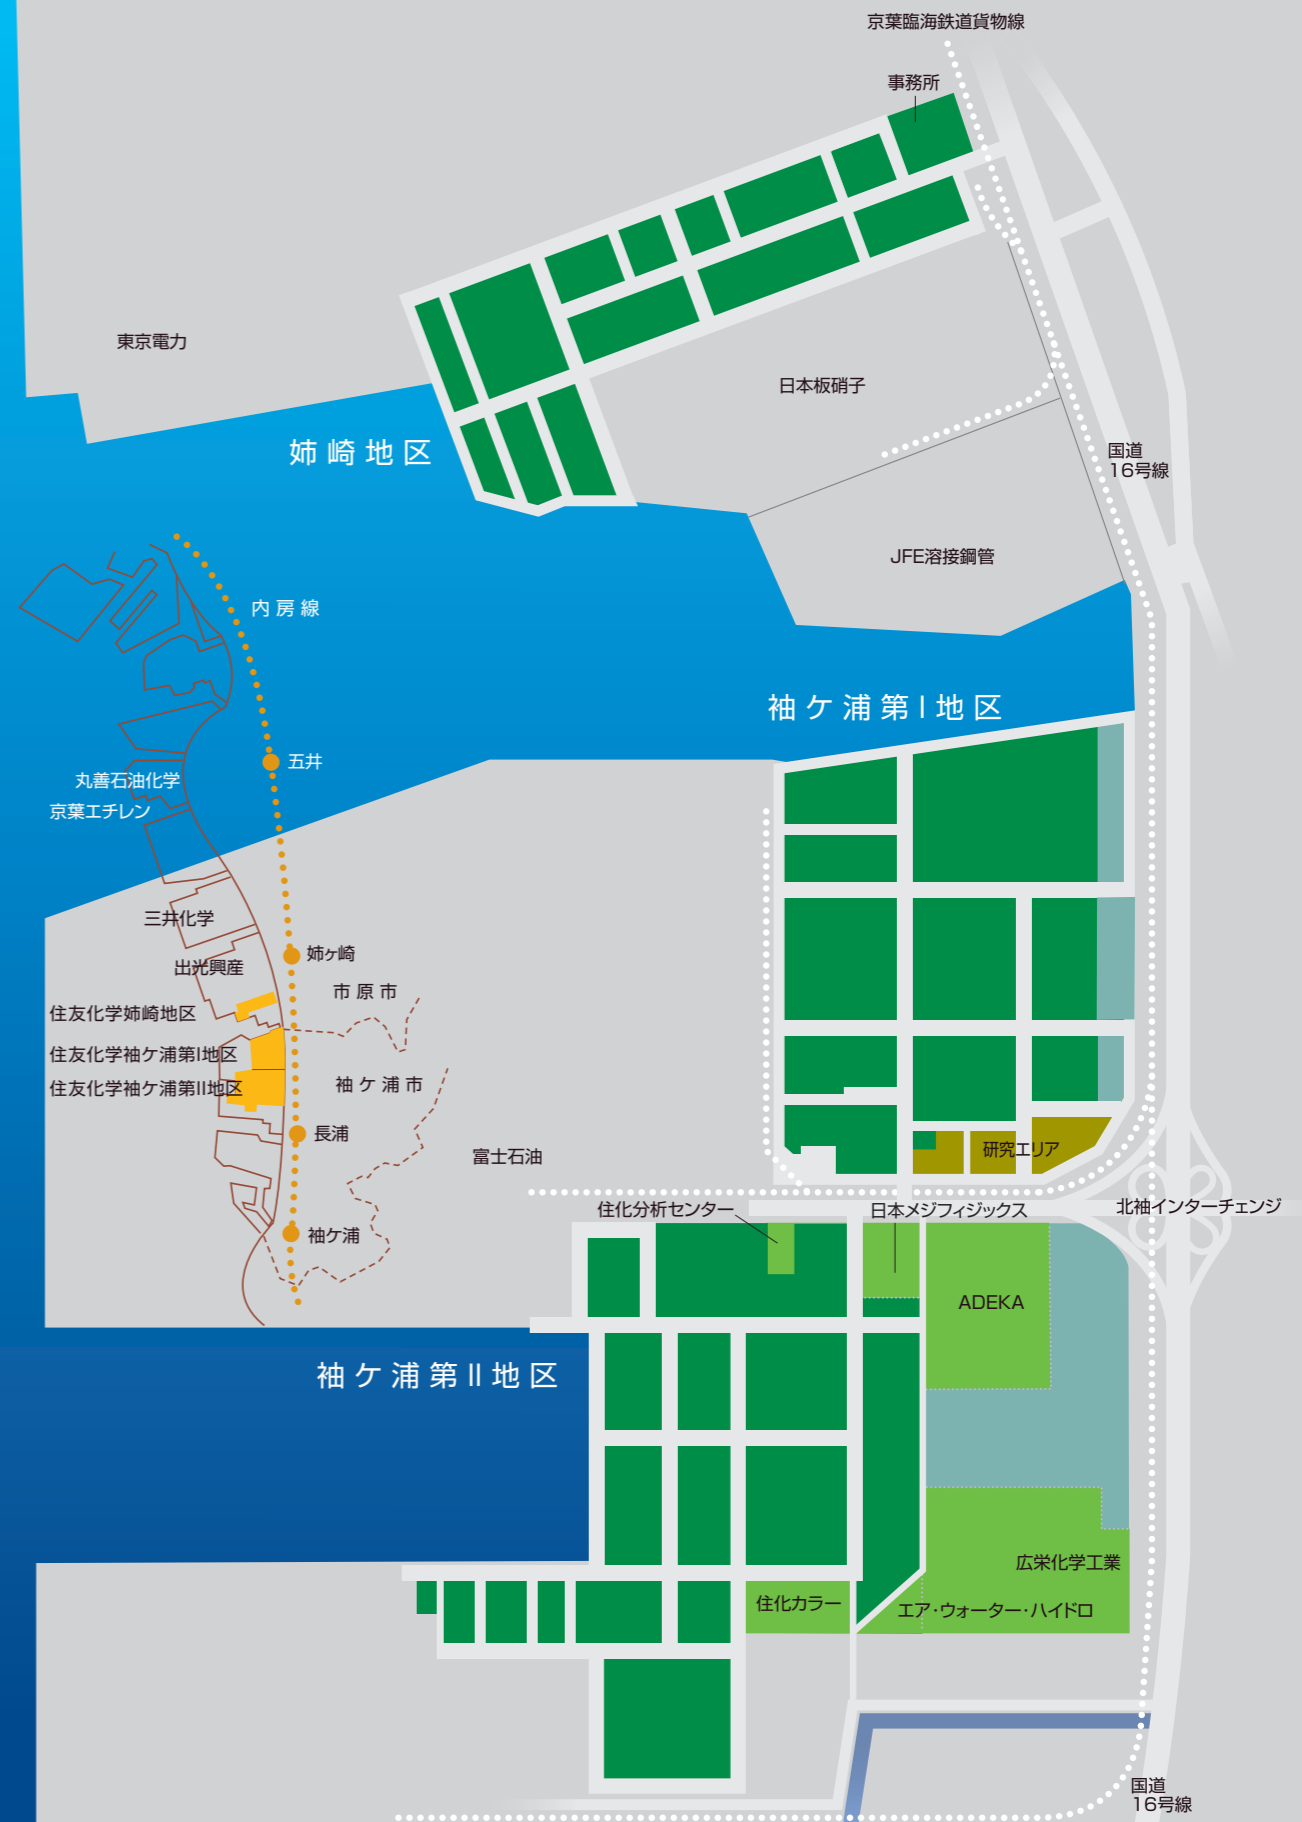 京葉臨海鉄道貨物線
事務所
東京電力
日本板硝子
姉崎地区
国道
16号線
JFE溶接鋼管
内房線
袖ケ浦第I地区
五井
丸善石油化学
京葉エチレン
三井化学
姉ヶ崎
出光興産
市原市
住友化学姉崎地区
住友化学袖ケ浦第I地区
袖ケ浦市
住友化学袖ケ浦第II地区
長浦
富士石油
研究エリア
住化分析センター
日本メジフィジックス
北袖インターチェンジ
袖ケ浦
ADEKA
袖ケ浦第II地区
広栄化学工業
住化カラー
エア・ウォーター・ハイドロ
国道
16号線